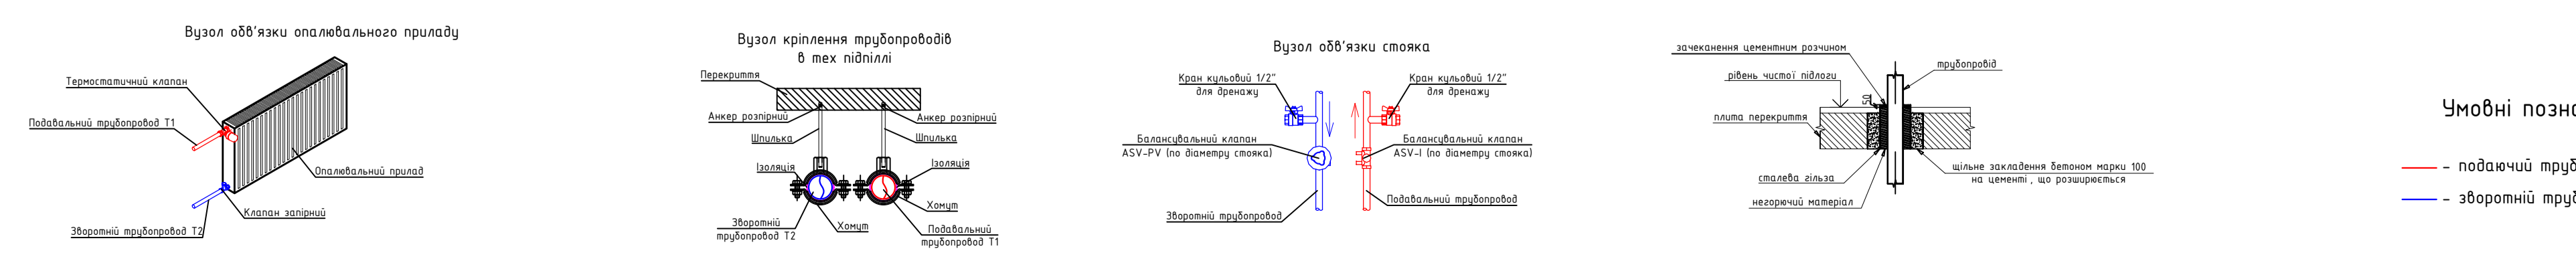 Вузол обв'язки опалювального приладу
Термостатичний клапан
Подавальний трубопровод Т1
Опалювальний прилад
Клапан запірний
Зворотній трубопровод Т2
Вузол кріплення трубопроводів
в тех підпіллі
Перекриття
Анкер розпірний
Анкер розпірний
Шпилька
Шпилька
Ізоляція
Ізоляція
Хомут
Зворотній
трубопровод Т2
Хомут
Подавальний
трубопровод Т1
Вузол обв'язки стояка
Кран кульовий 1/2"
для дренажу
Кран кульовий 1/2"
для дренажу
Балансувальний клапан
ASV-PV (по діаметру стояка)
Балансувальний клапан
ASV-I (по діаметру стояка)
Подавальний трубопровод
Зворотній трубопровод
зачеканення цементним розчином
трубопровід
рівень чистої підлоги
50
плита перекриття
щільне закладення бетоном марки 100
на цементі , що розширюється
сталева гільза
негорючий матеріал
Умовні
- подаючий
- зворотній